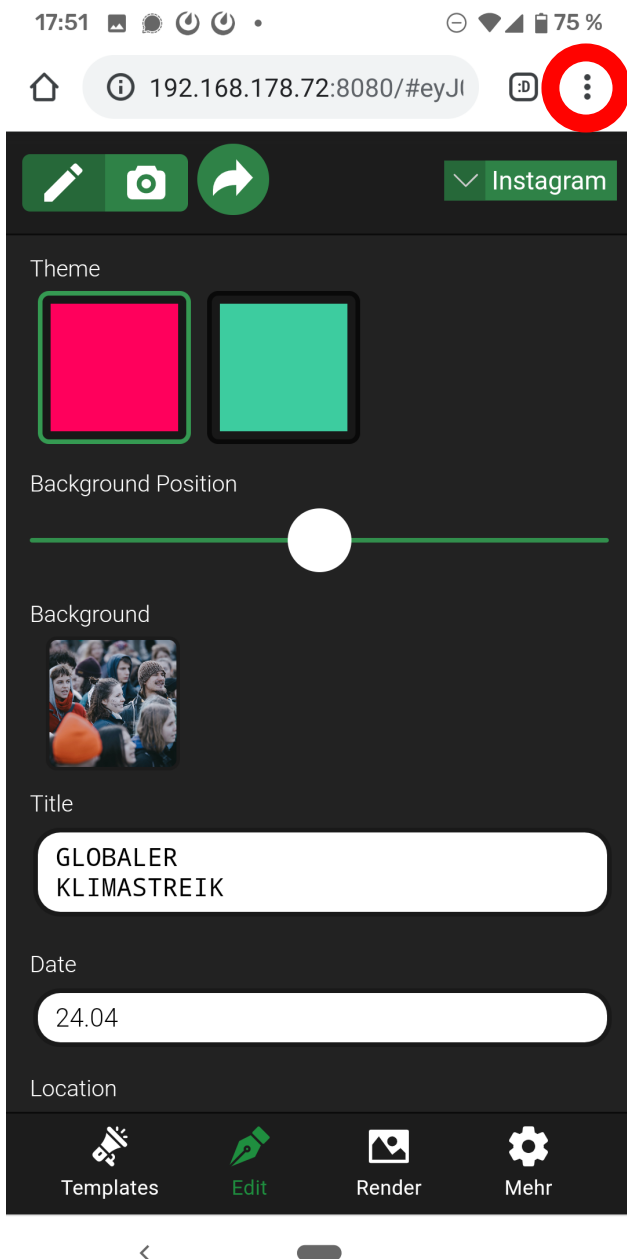 17:51
75 %
192.168.178.72:8080/#eyJ
:D
Instagram
Theme
Background Position
Background
Title
GLOBALER
KLIMASTREIK
Date
24.04
Location
Templates
Edit
Render
Mehr